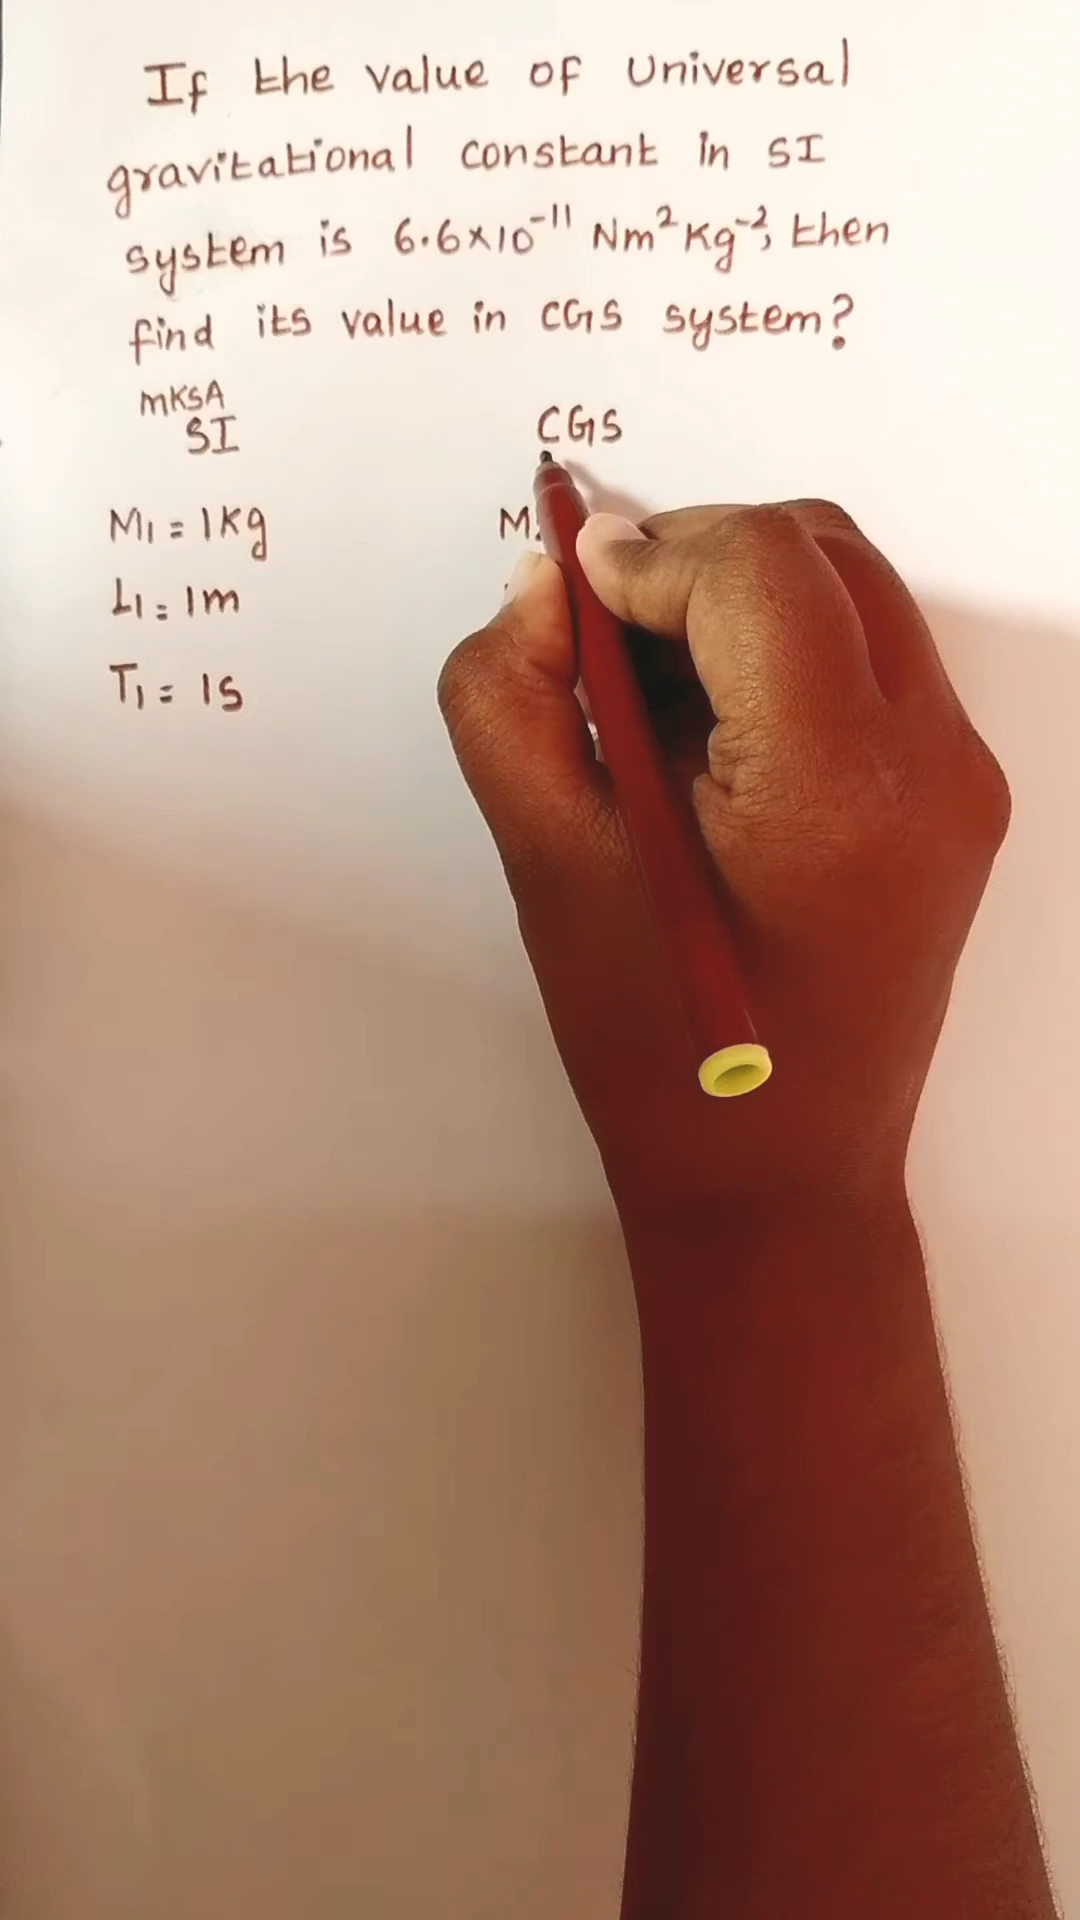 If the value of Universal
gravitational constant in SI
system is 6.6×10⁻¹¹ Nm²Kg⁻², then
find its value in CGS system?
MKSA
SI
CGS
M₁ = 1Kg
M
L₁ = 1m
T₁ = 1s